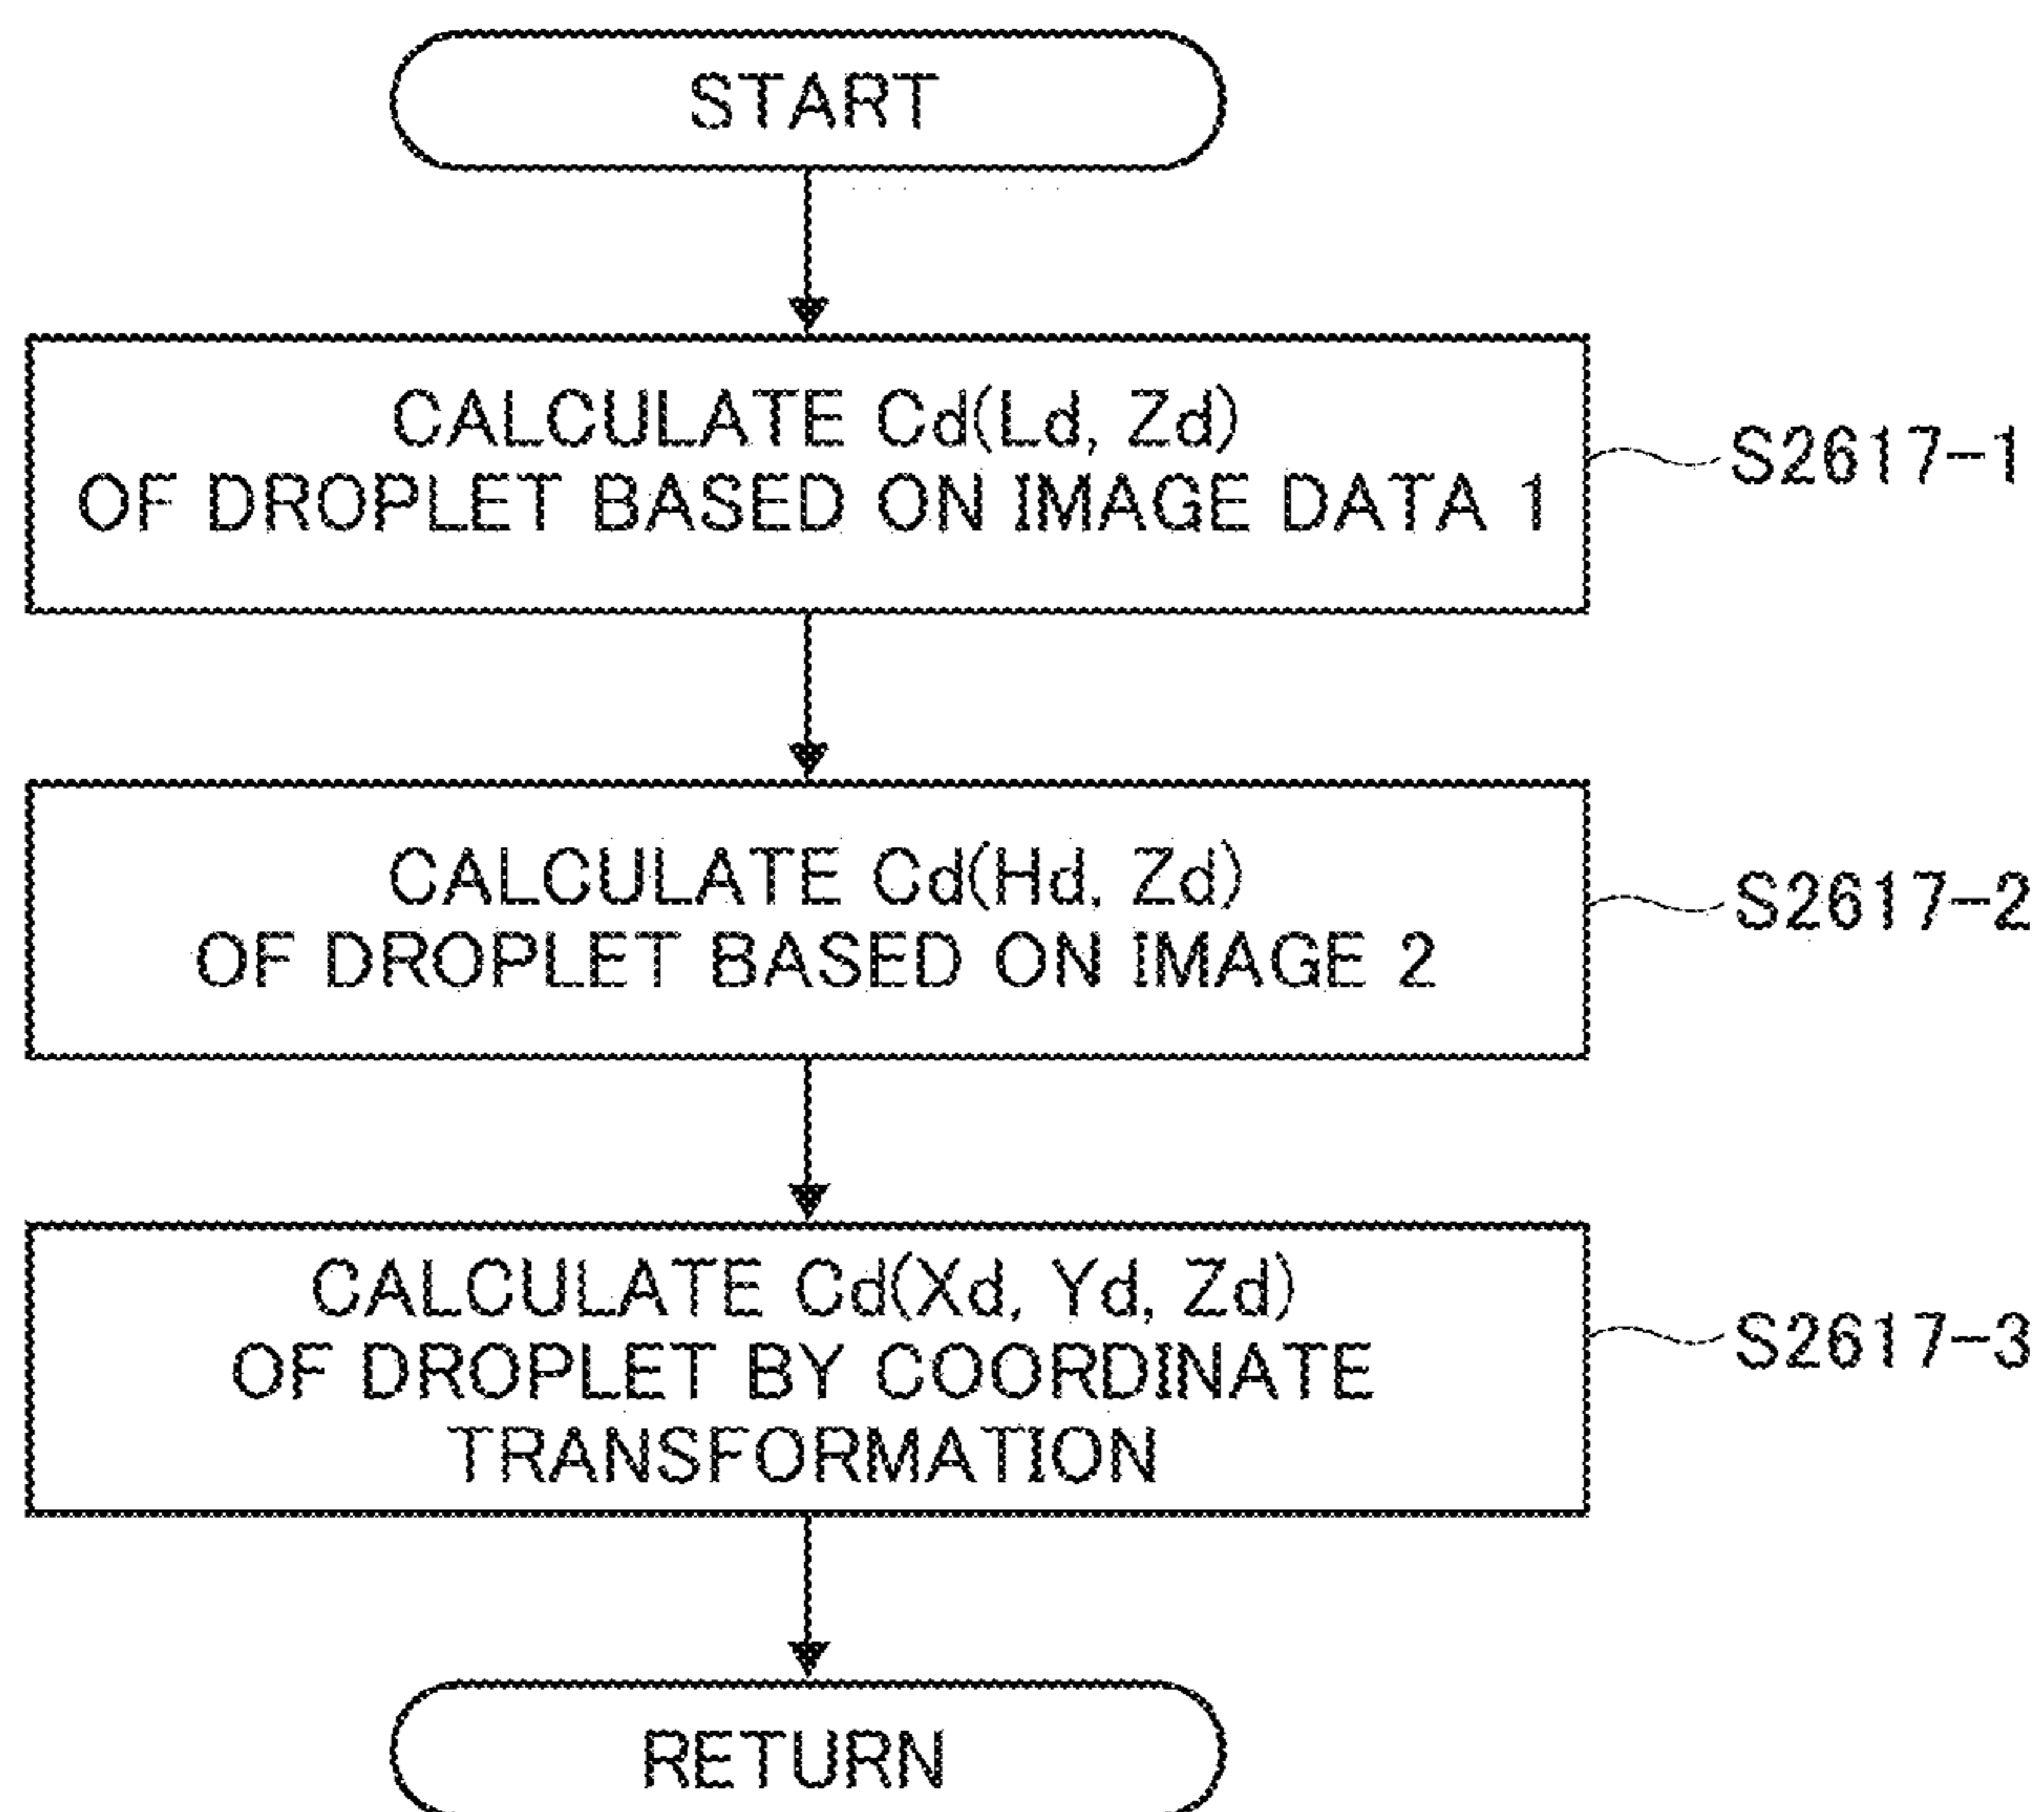 START
CALCULATE Cd(Ld, Zd)
OF DROPLET BASED ON IMAGE DATA 1
S2617-1
CALCULATE Cd(Hd, Zd)
OF DROPLET BASED ON IMAGE 2
S2617-2
CALCULATE Cd(Xd, Yd, Zd)
OF DROPLET BY COORDINATE
TRANSFORMATION
S2617-3
RETURN